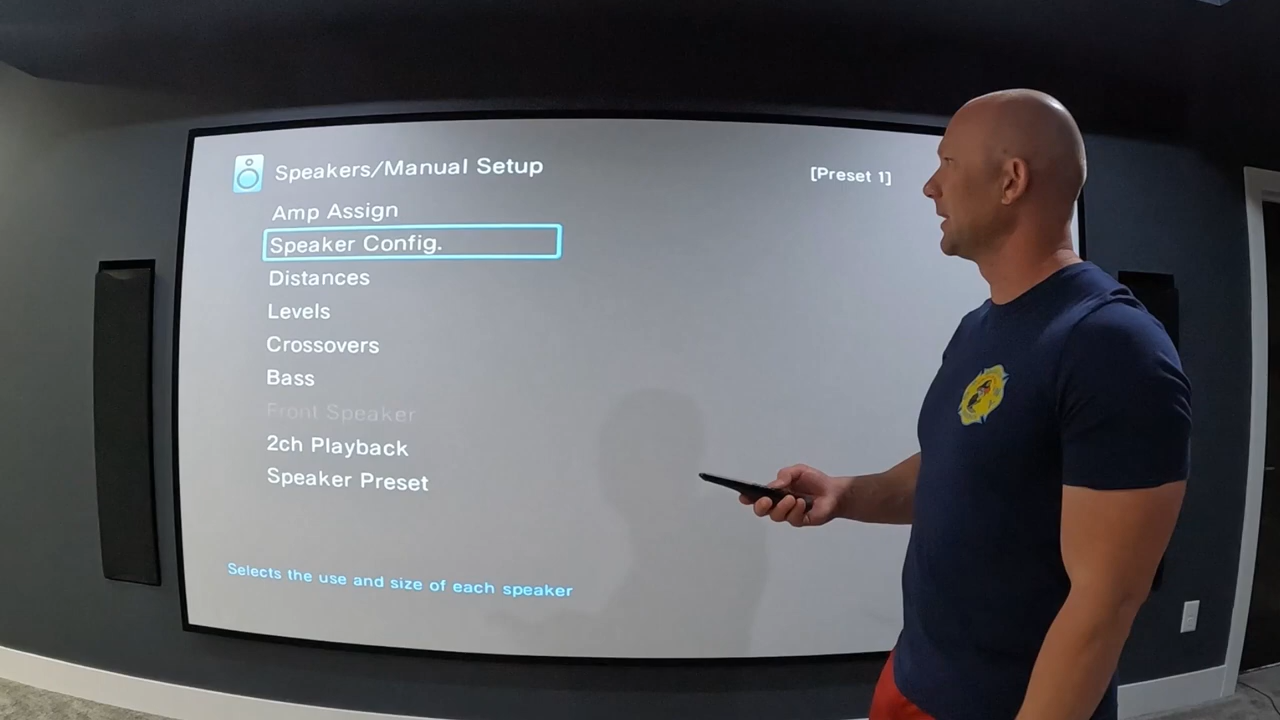 Speakers/Manual Setup
[Preset 1]
Amp Assign
Speaker Config.
Distances
Levels
Crossovers
Bass
Front Speaker
2ch Playback
Speaker Preset
Selects the use and size of each speaker